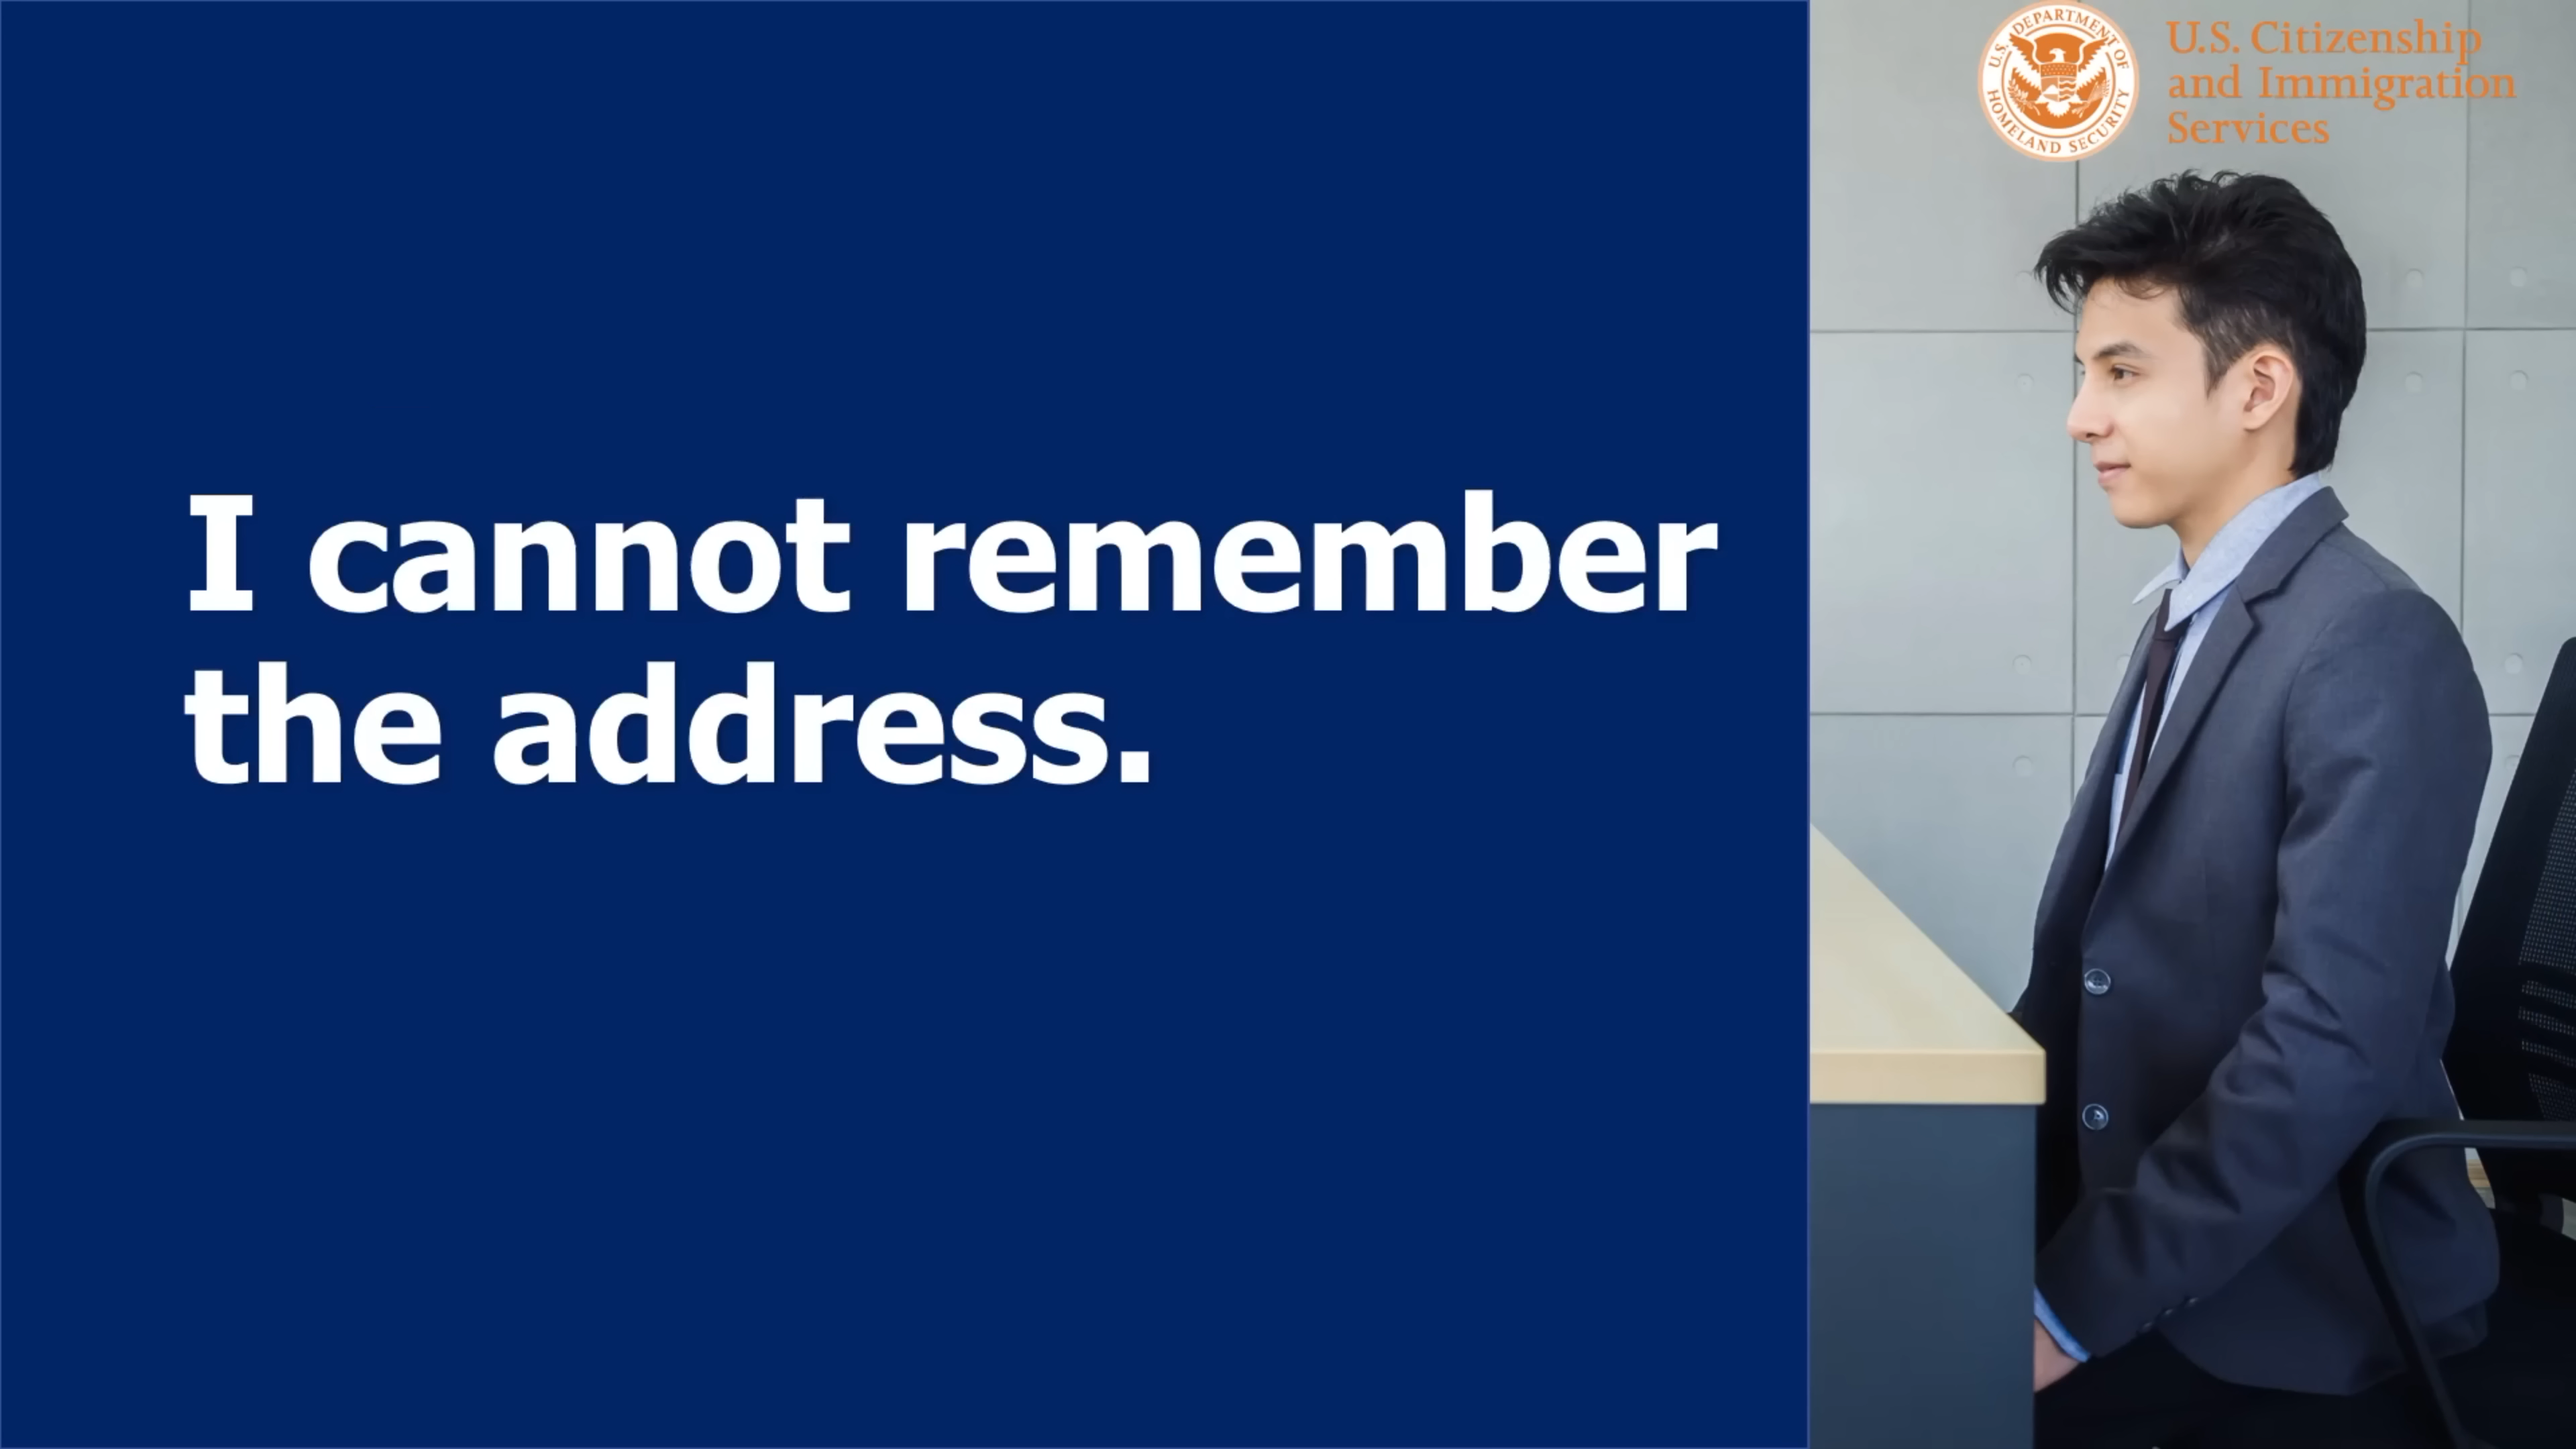 I cannot remember
the address.
U.S. DEPARTMENT OF
HOMELAND SECURITY
U.S. Citizenship
and Immigration
Services